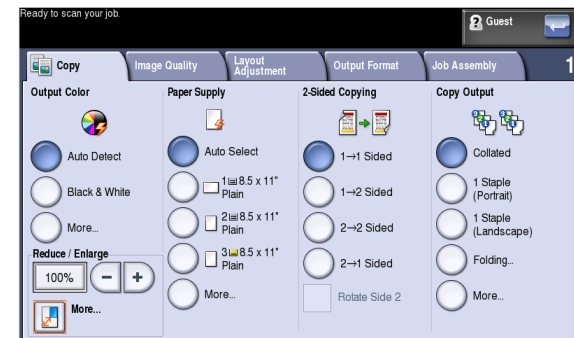 Ready to scan your job.
Guest
Copy
Image Quality
Layout
Adjustment
Output Format
Job Assembly
1
Output Color
Auto Detect
Black & White
More...
Reduce / Enlarge
100%
−
+
More...
Paper Supply
Auto Select
1 8.5 x 11"
Plain
2 8.5 x 11"
Plain
3 8.5 x 11"
Plain
More...
2-Sided Copying
1→1 Sided
1→2 Sided
2→2 Sided
2→1 Sided
Rotate Side 2
Copy Output
Collated
1 Staple
(Portrait)
1 Staple
(Landscape)
Folding...
More...